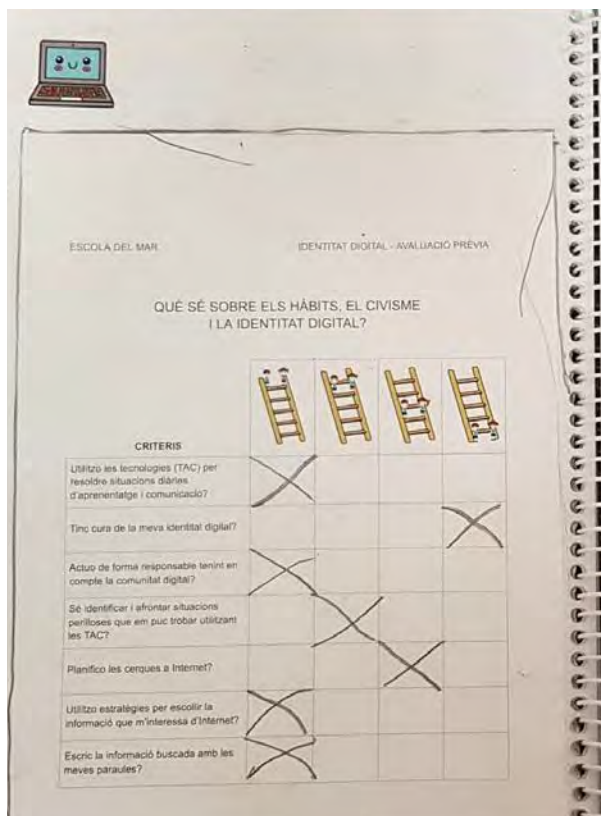 ESCOLA DEL MAR
IDENTITAT DIGITAL - AVALUACIÓ PRÈVIA
QUÈ SÉ SOBRE ELS HÀBITS, EL CIVISME
I LA IDENTITAT DIGITAL?
CRITERIS
Utilitzo les tecnologies (TAC) per
resoldre situacions diàries
d'aprenentatge i comunicació?
Tinc cura de la meva identitat digital?
Actuo de forma responsable tenint en
compte la comunitat digital?
Sé identificar i afrontar situacions
perilloses que em puc trobar utilitzant
les TAC?
Planifico les cerques a Internet?
Utilitzo estratègies per escollir la
informació que m'interessa d'Internet?
Escric la informació buscada amb les
meves paraules?